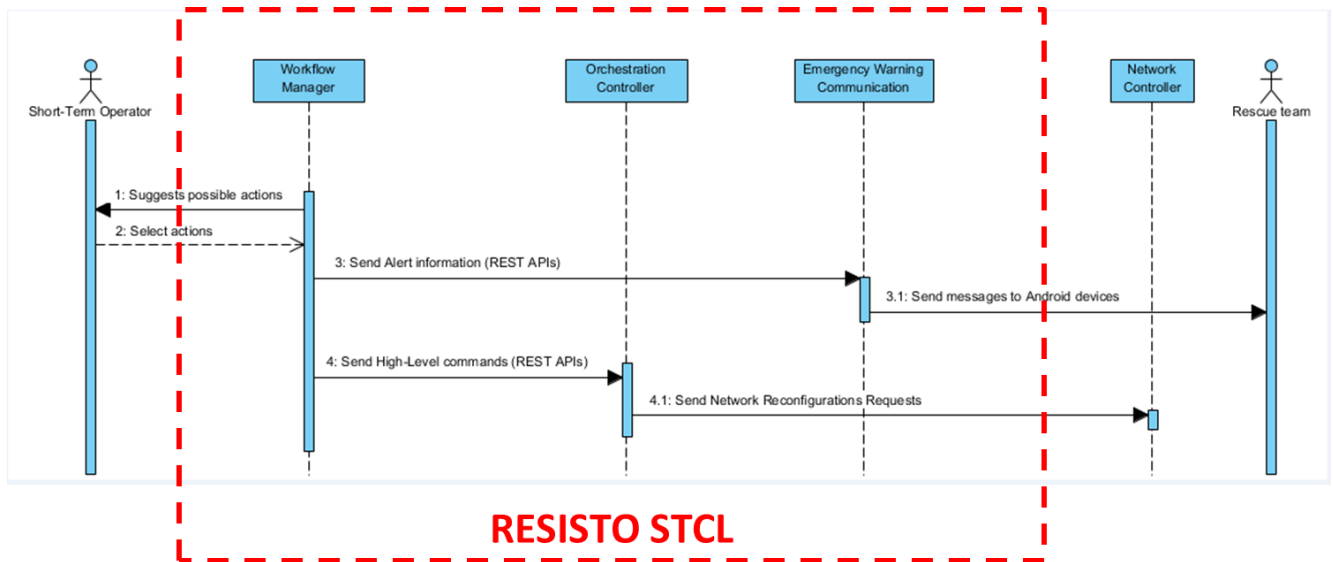 Workflow
Manager
Orchestration
Controller
Emergency Warning
Communication
Network
Controller
Short-Term Operator
Rescue team
1: Suggests possible actions
2: Select actions
3: Send Alert information (REST APIs)
3.1: Send messages to Android devices
4: Send High-Level commands (REST APIs)
4.1: Send Network Reconfigurations Requests
RESISTO STCL